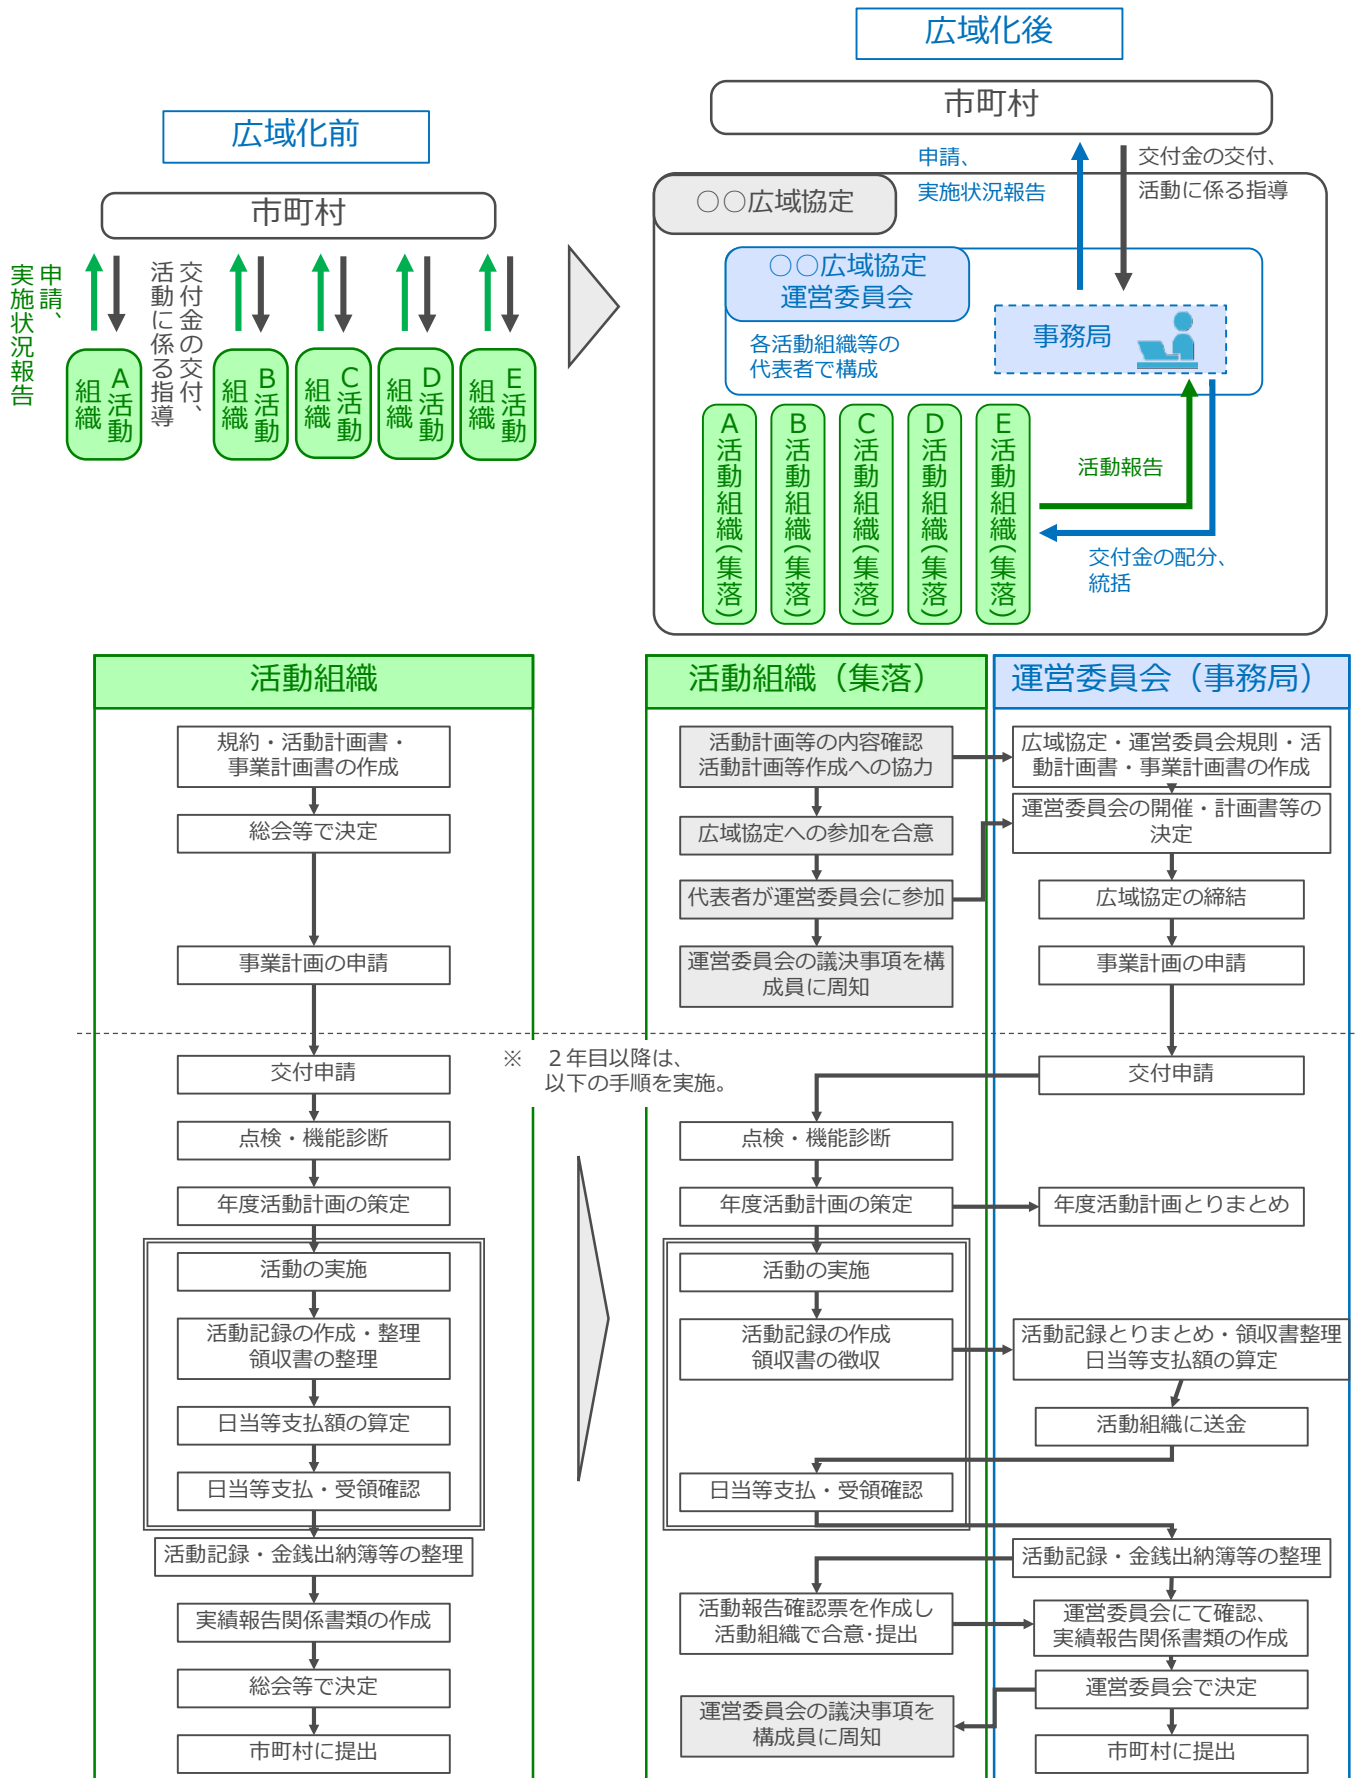 広域化前
市町村
申請、
実施状況報告
交付金の交付、
活動に係る指導
A活動
組織
B活動
組織
C活動
組織
D活動
組織
E活動
組織
広域化後
市町村
申請、
実施状況報告
交付金の交付、
活動に係る指導
○○広域協定
○○広域協定
運営委員会
各活動組織等の
代表者で構成
事務局
A活動組織(集落)
B活動組織(集落)
C活動組織(集落)
D活動組織(集落)
E活動組織(集落)
活動報告
交付金の配分、
統括
活動組織
規約・活動計画書・
事業計画書の作成
総会等で決定
事業計画の申請
交付申請
点検・機能診断
年度活動計画の策定
活動の実施
活動記録の作成・整理
領収書の整理
日当等支払額の算定
日当等支払・受領確認
活動記録・金銭出納簿等の整理
実績報告関係書類の作成
総会等で決定
市町村に提出
※　２年目以降は、
以下の手順を実施。
活動組織（集落）
活動計画等の内容確認
活動計画等作成への協力
広域協定への参加を合意
代表者が運営委員会に参加
運営委員会の議決事項を構
成員に周知
点検・機能診断
年度活動計画の策定
活動の実施
活動記録の作成
領収書の徴収
日当等支払・受領確認
活動報告確認票を作成し
活動組織で合意･提出
運営委員会の議決事項を
構成員に周知
運営委員会（事務局）
広域協定・運営委員会規則・活
動計画書・事業計画書の作成
運営委員会の開催・計画書等の
決定
広域協定の締結
事業計画の申請
交付申請
年度活動計画とりまとめ
活動記録とりまとめ・領収書整理
日当等支払額の算定
活動組織に送金
活動記録・金銭出納簿等の整理
運営委員会にて確認、
実績報告関係書類の作成
運営委員会で決定
市町村に提出